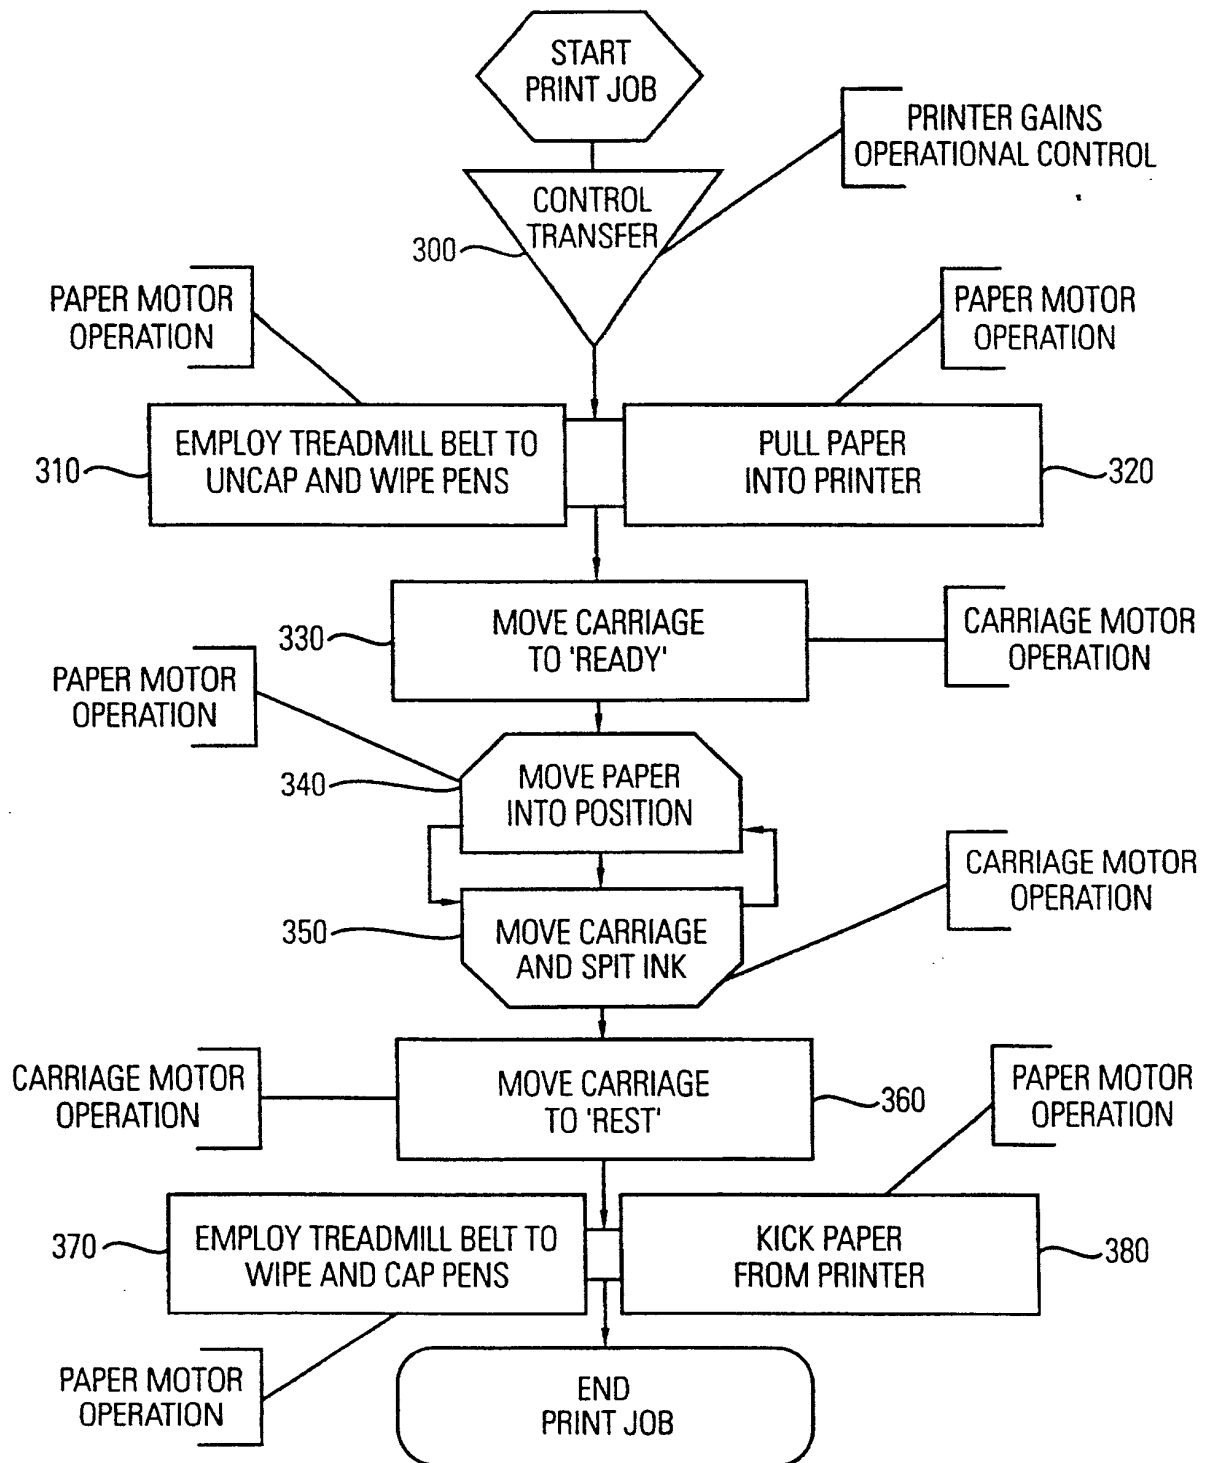 START
PRINT JOB
PRINTER GAINS
OPERATIONAL CONTROL
CONTROL
TRANSFER
300
PAPER MOTOR
OPERATION
PAPER MOTOR
OPERATION
310
EMPLOY TREADMILL BELT TO
UNCAP AND WIPE PENS
PULL PAPER
INTO PRINTER
320
330
MOVE CARRIAGE
TO 'READY'
CARRIAGE MOTOR
OPERATION
PAPER MOTOR
OPERATION
340
MOVE PAPER
INTO POSITION
CARRIAGE MOTOR
OPERATION
350
MOVE CARRIAGE
AND SPIT INK
CARRIAGE MOTOR
OPERATION
MOVE CARRIAGE
TO 'REST'
360
PAPER MOTOR
OPERATION
370
EMPLOY TREADMILL BELT TO
WIPE AND CAP PENS
KICK PAPER
FROM PRINTER
380
PAPER MOTOR
OPERATION
END
PRINT JOB